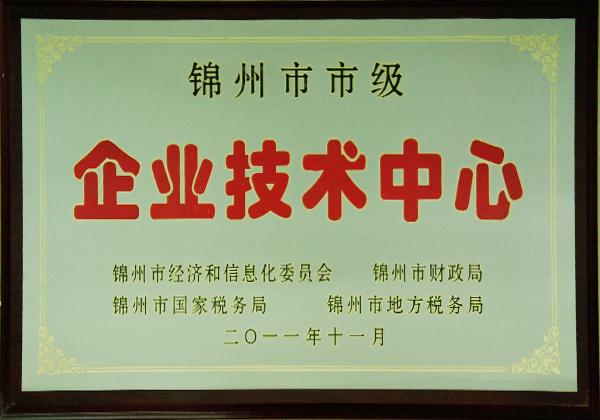 锦州市市级
企业技术中心
锦州市经济和信息化委员会 锦州市财政局
锦州市国家税务局 锦州市地方税务局
二〇一一年十一月